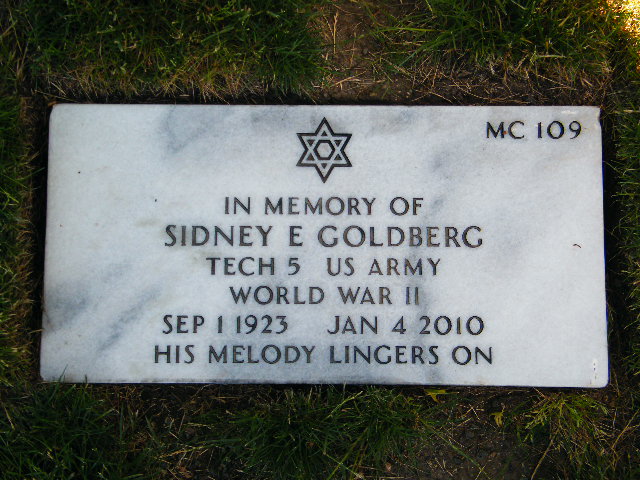 MC 109
IN MEMORY OF
SIDNEY E GOLDBERG
TECH 5 US ARMY
WORLD WAR II
SEP 1 1923 JAN 4 2010
HIS MELODY LINGERS ON